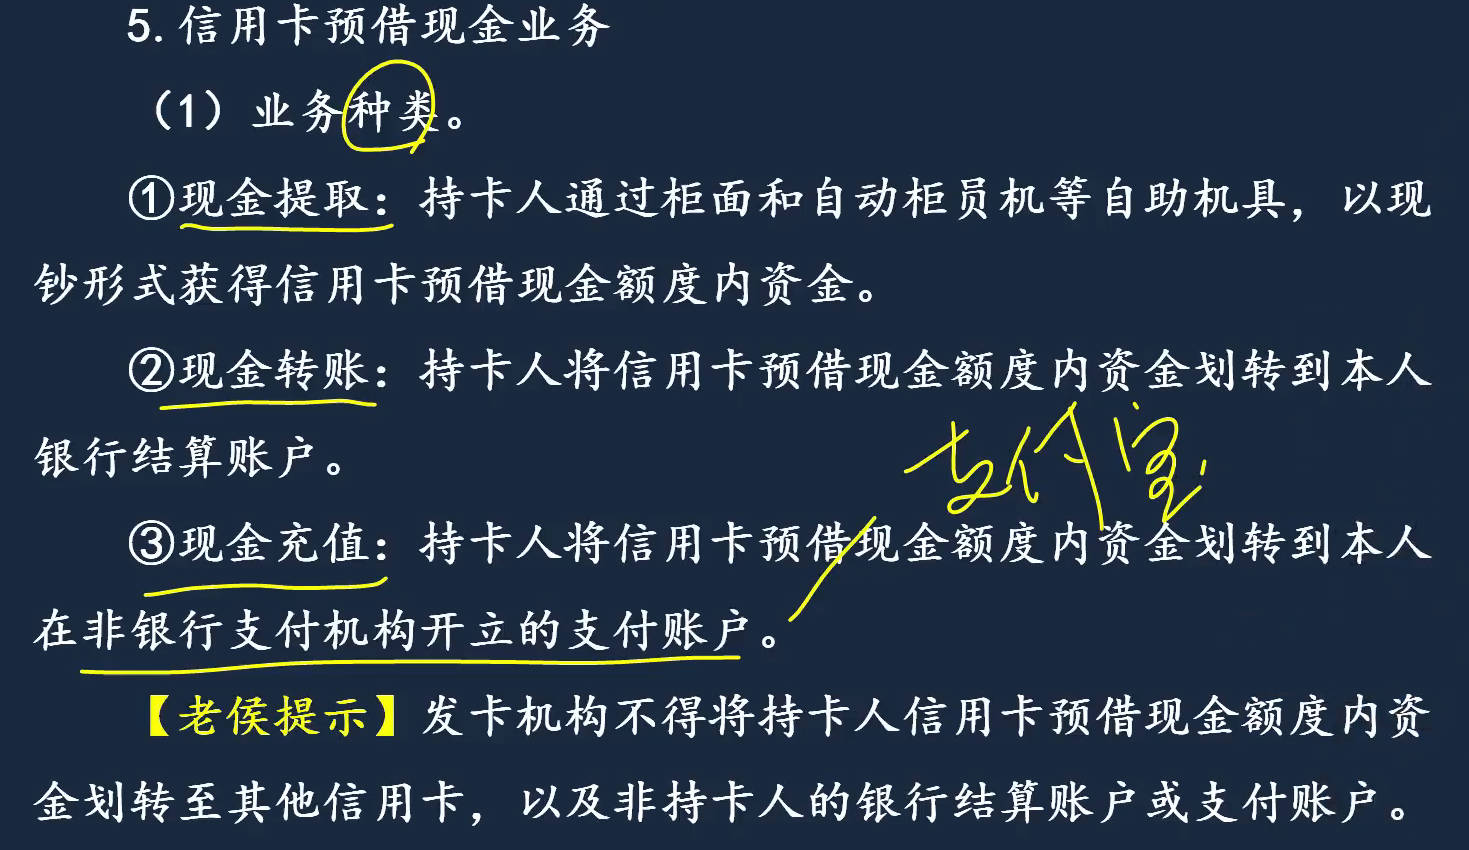 5.信用卡预借现金业务
（1）业务种类。
①现金提取：持卡人通过柜面和自动柜员机等自助机具，以现
钞形式获得信用卡预借现金额度内资金。
②现金转账：持卡人将信用卡预借现金额度内资金划转到本人
银行结算账户。
支付宝
③现金充值：持卡人将信用卡预借现金额度内资金划转到本人
在非银行支付机构开立的支付账户。
【老侯提示】发卡机构不得将持卡人信用卡预借现金额度内资
金划转至其他信用卡，以及非持卡人的银行结算账户或支付账户。